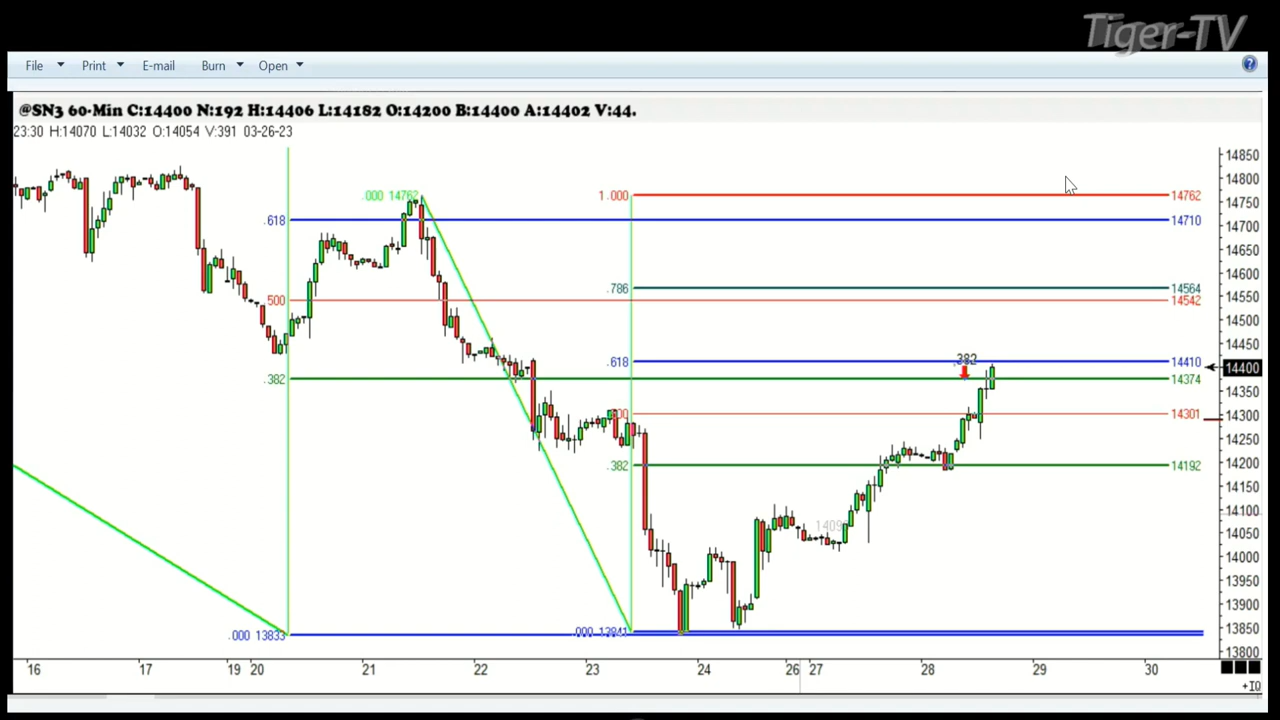 Tiger-TV
File Print E-mail Burn Open ?
@SN3 60-Min C:14400 N:192 H:14406 L:14182 O:14200 B:14400 A:14402 V:44.
23:30 H:14070 L:14032 O:14054 V:391 03-26-23
14850
14800
.000 14762 1.000 14762 14750
.618 14710 14700
14650
14600
.786 14564
500 14542 14550
14500
14450
.618 .382 14410
14400
.382 14374 14350
14301 14300
14250
.382 14192 14200
14150
14100
14050
14000
13950
13900
13850
.000 13833 .000 13841
13800
16 17 19 20 21 22 23 24 26 27 28 29 30
+TQ